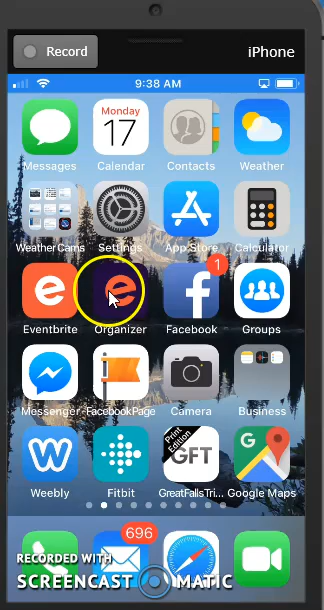 Record
iPhone
9:38 AM
Monday
17
Messages
Calendar
Contacts
Weather
WeatherCams
Settings
App Store
Calculator
e
e
1
f
Eventbrite
Organizer
Facebook
Groups
Messenger
FacebookPage
Camera
Business
Print
Edition
W
GFT
G
Weebly
Fitbit
GreatFallsTri...
Google Maps
696
RECORDED WITH
SCREENCAST MATIC